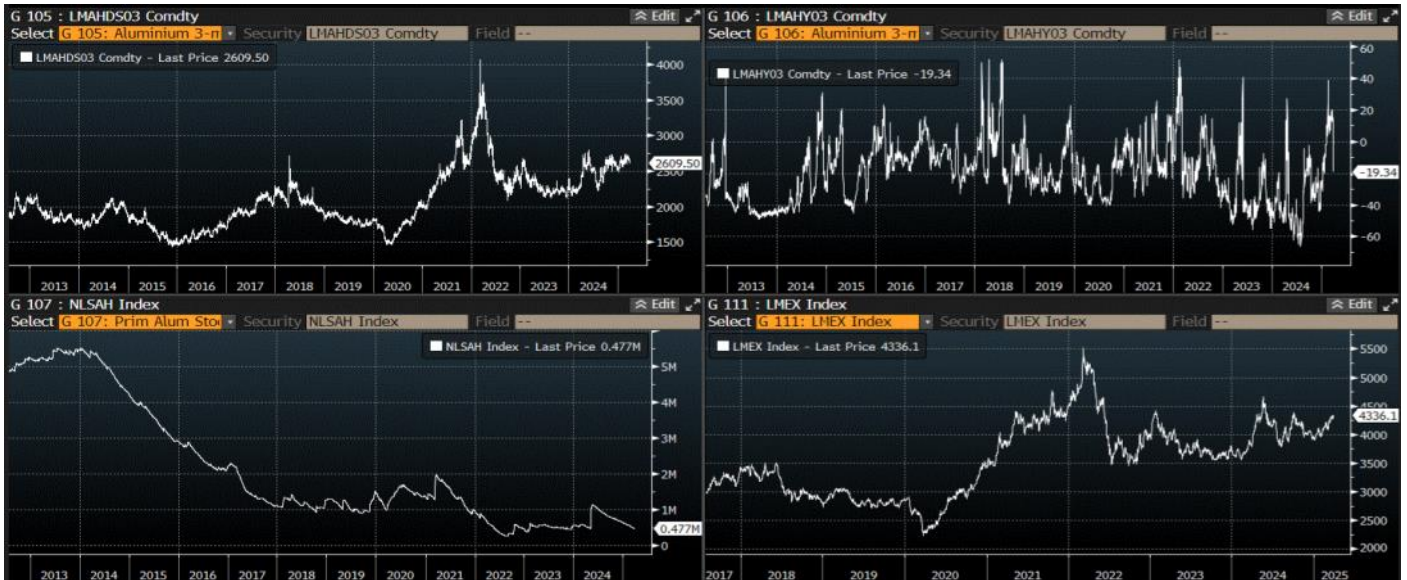 G 105 : LMAHDS03 Comdty
Edit
Select G 105: Aluminium 3-m Security LMAHDS03 Comdty Field --
LMAHDS03 Comdty - Last Price 2609.50
4000
3500
3000
2609.50
2500
2000
1500
2013 2014 2015 2016 2017 2018 2019 2020 2021 2022 2023 2024
G 106 : LMAHY03 Comdty
Edit
Select G 106: Aluminium 3-m Security LMAHY03 Comdty Field --
LMAHY03 Comdty - Last Price -19.34
60
40
20
0
-19.34
-40
-60
2013 2014 2015 2016 2017 2018 2019 2020 2021 2022 2023 2024
G 107 : NLSAH Index
Edit
Select G 107: Prim Alum Sto Security NLSAH Index Field --
NLSAH Index - Last Price 0.477M
5M
4M
3M
2M
1M
0.477M
0
2013 2014 2015 2016 2017 2018 2019 2020 2021 2022 2023 2024
G 111 : LMEX Index
Edit
Select G 111: LMEX Index Security LMEX Index Field --
LMEX Index - Last Price 4336.1
5500
5000
4500
4336.1
4000
3500
3000
2500
2000
2017 2018 2019 2020 2021 2022 2023 2024 2025